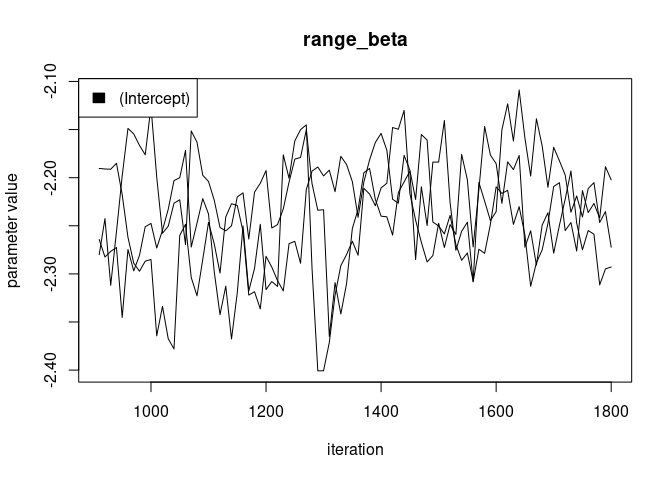 range_beta
(Intercept)
parameter value
-2.10
-2.20
-2.30
-2.40
1000 1200 1400 1600 1800
iteration